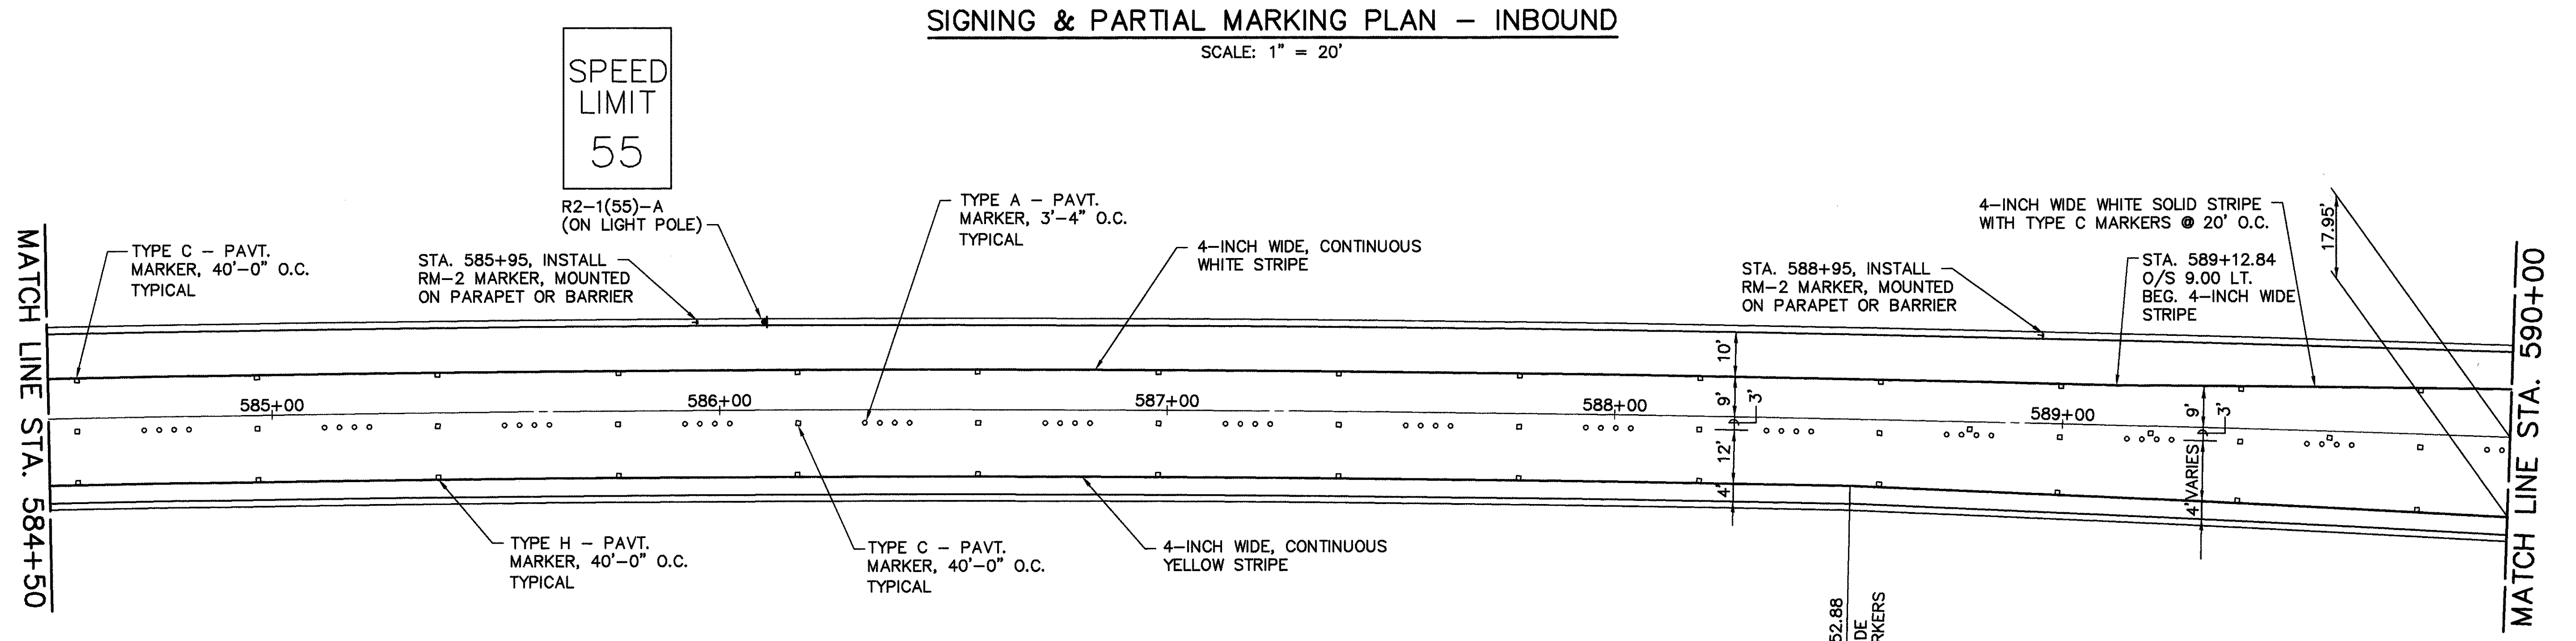 SIGNING & PARTIAL MARKING PLAN – INBOUND
SCALE: 1" = 20'
SPEED
LIMIT
55
R2–1(55)–A
(ON LIGHT POLE)
TYPE A – PAVT.
MARKER, 3'–4" O.C.
TYPICAL
4–INCH WIDE WHITE SOLID STRIPE
WITH TYPE C MARKERS @ 20' O.C.
17.95'
MATCH LINE STA. 584+50
TYPE C – PAVT.
MARKER, 40'–0" O.C.
TYPICAL
STA. 585+95, INSTALL
RM–2 MARKER, MOUNTED
ON PARAPET OR BARRIER
4–INCH WIDE, CONTINUOUS
WHITE STRIPE
STA. 588+95, INSTALL
RM–2 MARKER, MOUNTED
ON PARAPET OR BARRIER
STA. 589+12.84
O/S 9.00 LT.
BEG. 4–INCH WIDE
STRIPE
MATCH LINE STA. 590+00
10'
9'
3'
12'
4'
9'
3'
VARIES
4'
585+00
586+00
587+00
588+00
589+00
TYPE H – PAVT.
MARKER, 40'–0" O.C.
TYPICAL
TYPE C – PAVT.
MARKER, 40'–0" O.C.
TYPICAL
4–INCH WIDE, CONTINUOUS
YELLOW STRIPE
52.88
DE
RKERS